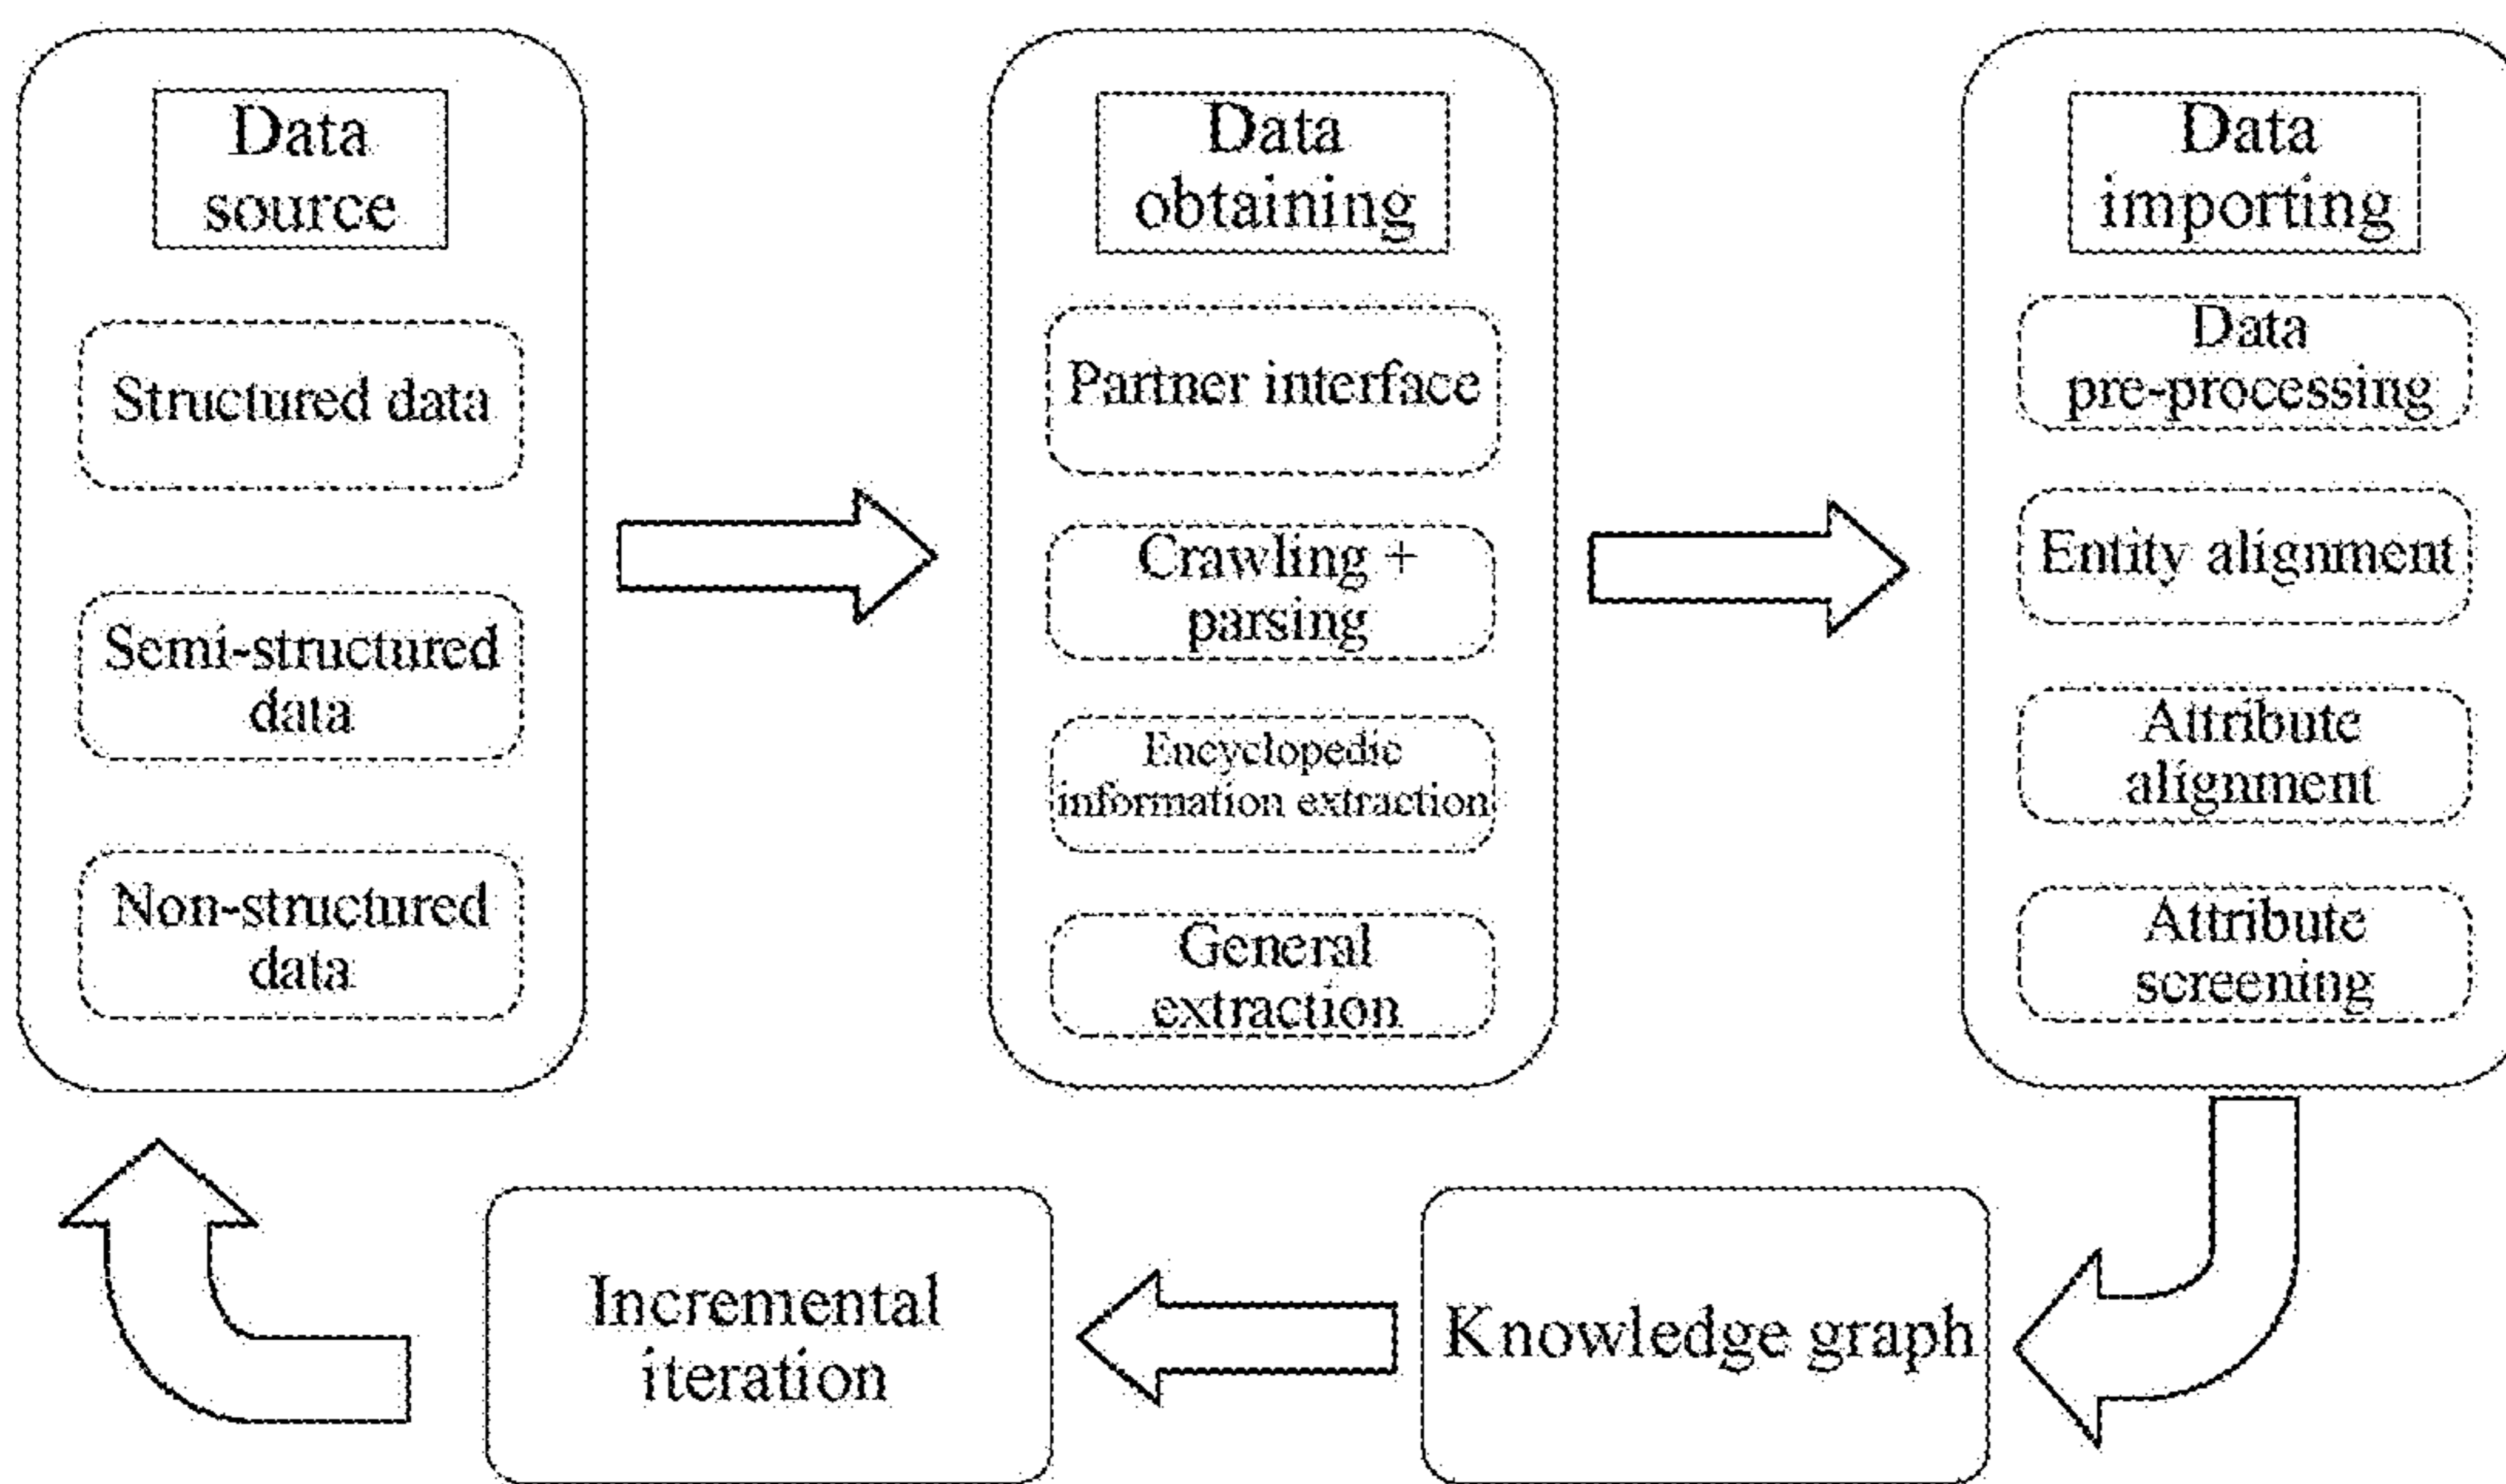 Data
source
Structured data
Semi-structured
data
Non-structured
data
Data
obtaining
Partner interface
Crawling +
parsing
Encyclopedic
information extraction
General
extraction
Data
importing
Data
pre-processing
Entity alignment
Attribute
alignment
Attribute
screening
Incremental
iteration
Knowledge graph